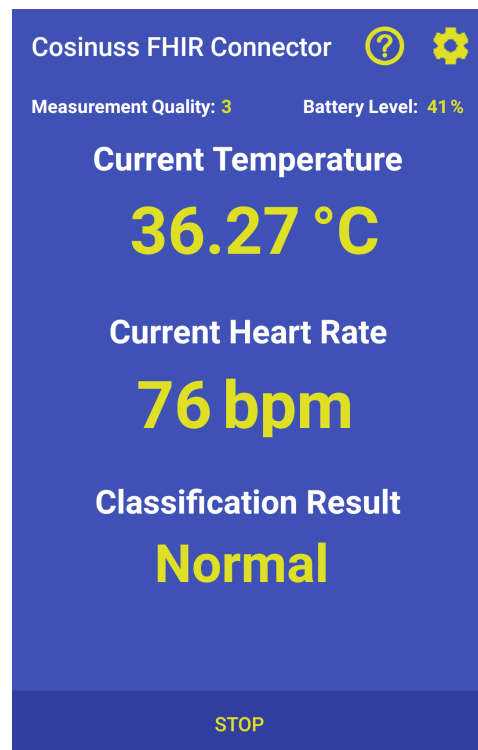 Cosinuss FHIR Connector
Measurement Quality: 3 Battery Level: 41%
Current Temperature
36.27 °C
Current Heart Rate
76 bpm
Classification Result
Normal
STOP